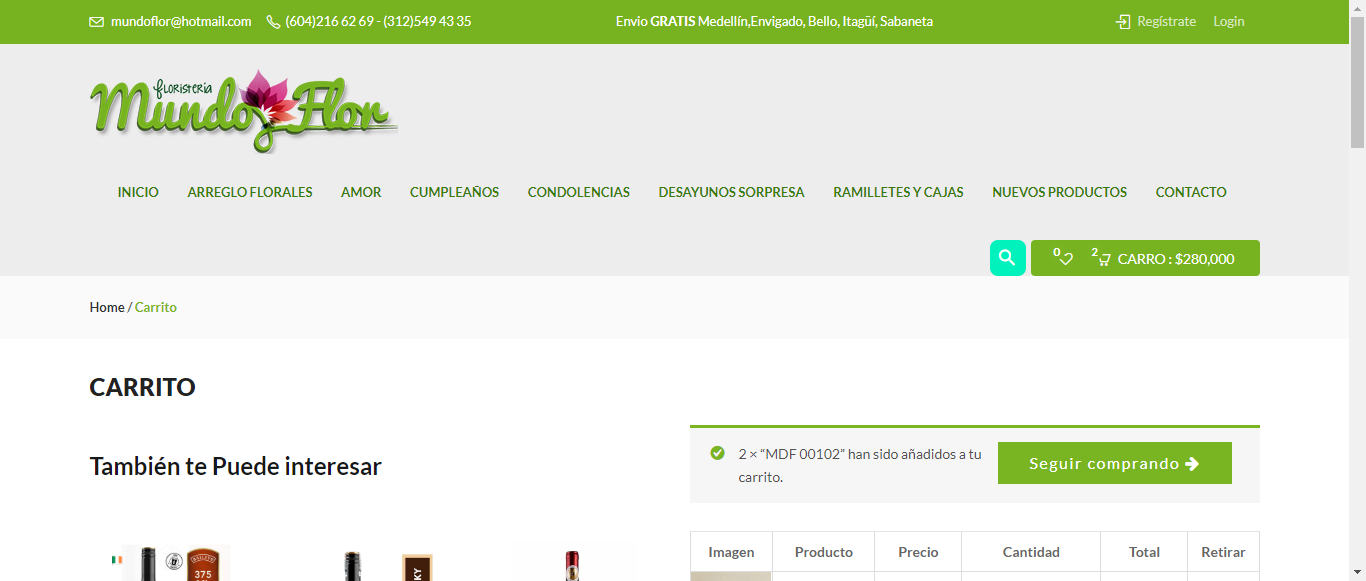 mundoflor@hotmail.com (604)216 62 69 - (312)549 43 35 Envio GRATIS Medellín,Envigado, Bello, Itagüí, Sabaneta Regístrate Login
floristería
Mundo Flor
INICIO ARREGLO FLORALES AMOR CUMPLEAÑOS CONDOLENCIAS DESAYUNOS SORPRESA RAMILLETES Y CAJAS NUEVOS PRODUCTOS CONTACTO
0 2 CARRO : $280,000
Home / Carrito
CARRITO
También te Puede interesar
2 × “MDF 00102” han sido añadidos a tu
carrito.
Seguir comprando
Imagen Producto Precio Cantidad Total Retirar
BAILEYS
375